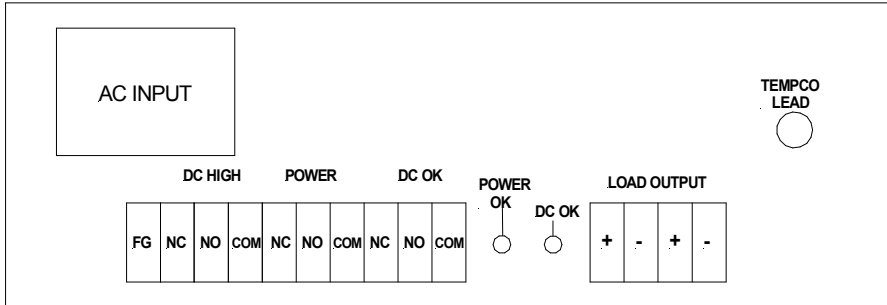 AC INPUT
TEMPCO
LEAD
DC HIGH POWER DC OK
POWER
OK
DC OK
LOAD OUTPUT
FG NC NO COM NC NO COM NC NO COM
+ - + -